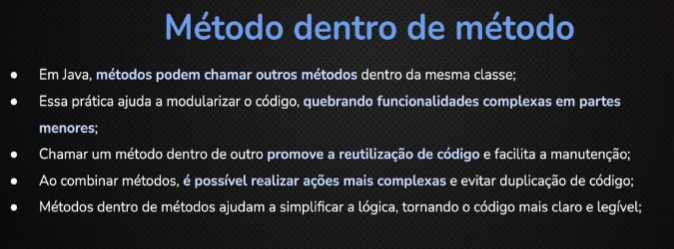 Método dentro de método
● Em Java, métodos podem chamar outros métodos dentro da mesma classe;
● Essa prática ajuda a modularizar o código, quebrando funcionalidades complexas em partes
menores;
● Chamar um método dentro de outro promove a reutilização de código e facilita a manutenção;
● Ao combinar métodos, é possível realizar ações mais complexas e evitar duplicação de código;
● Métodos dentro de métodos ajudam a simplificar a lógica, tornando o código mais claro e legível;